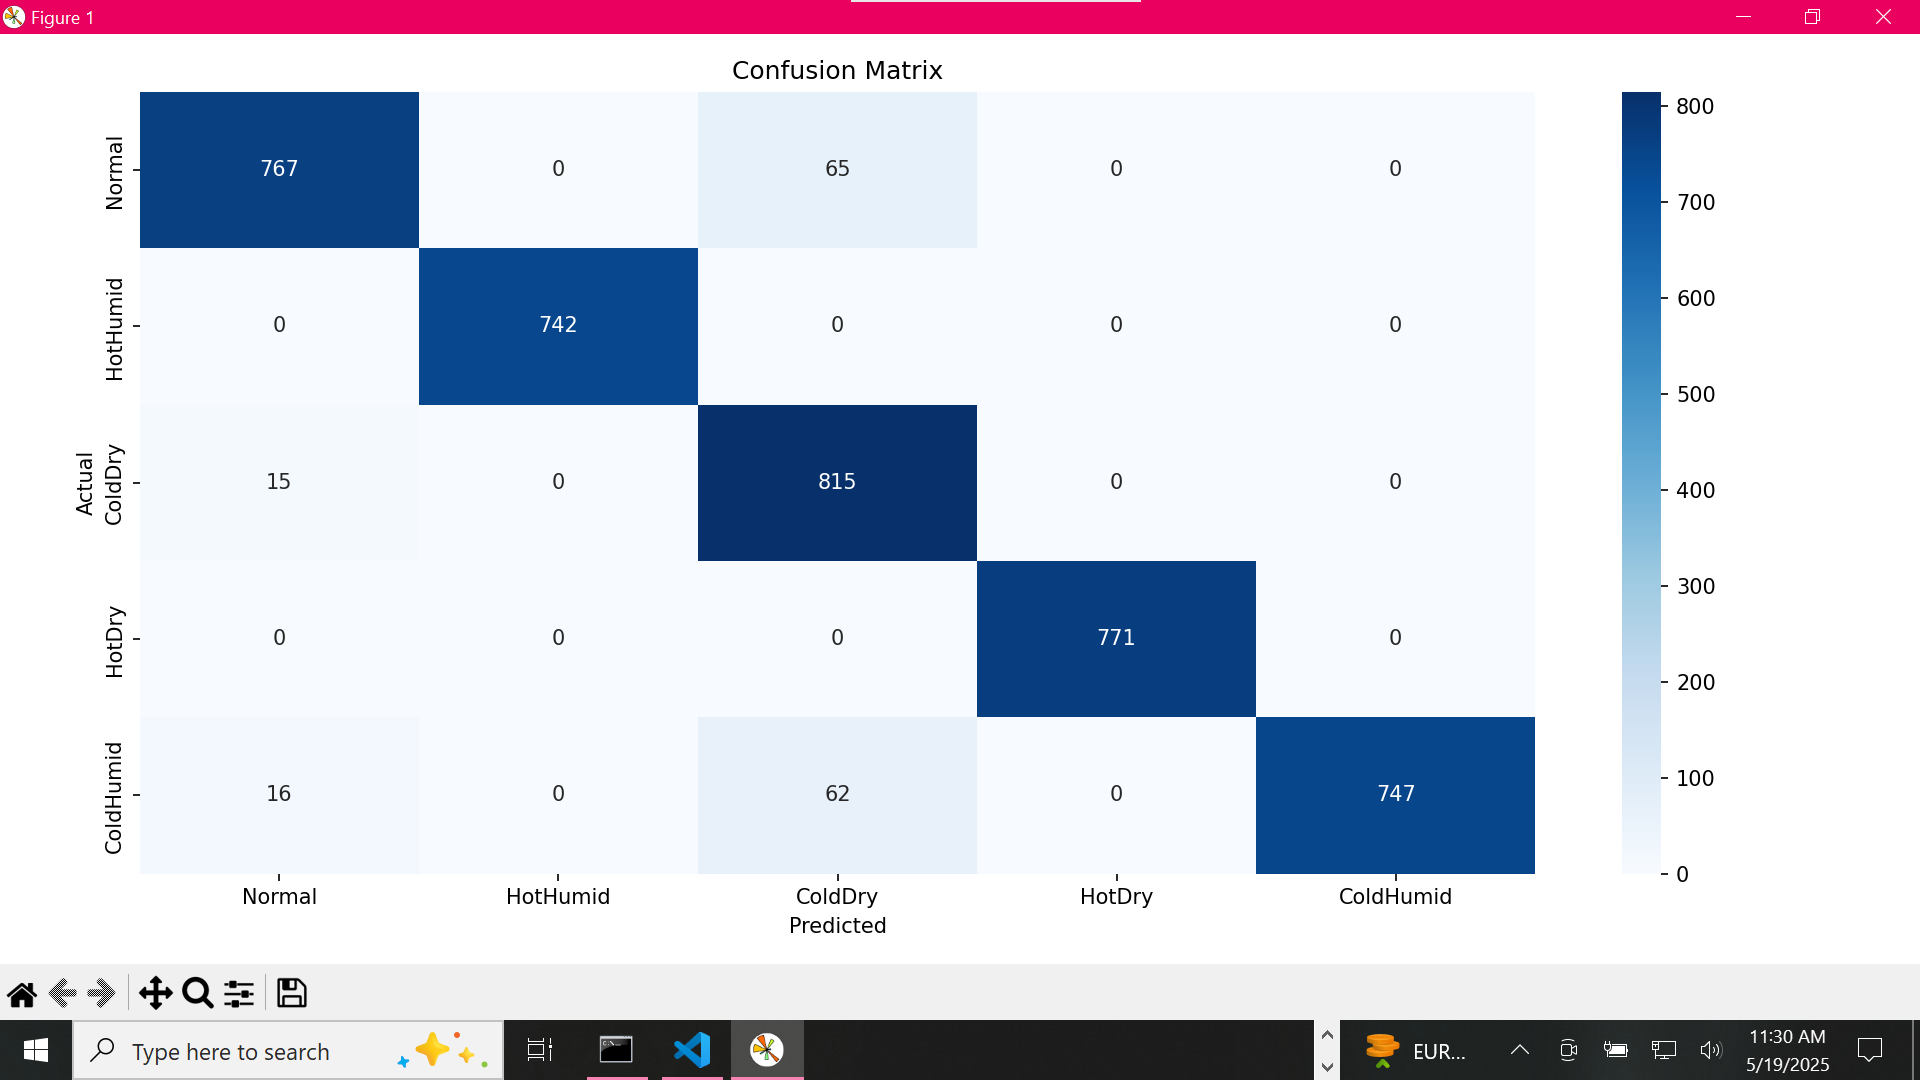 Figure 1
Confusion Matrix
Normal 767 0 65 0 0
HotHumid 0 742 0 0 0
Actual
ColdDry 15 0 815 0 0
HotDry 0 0 0 771 0
ColdHumid 16 0 62 0 747
Normal HotHumid ColdDry HotDry ColdHumid
Predicted
800
700
600
500
400
300
200
100
0
Type here to search
EUR...
11:30 AM
5/19/2025